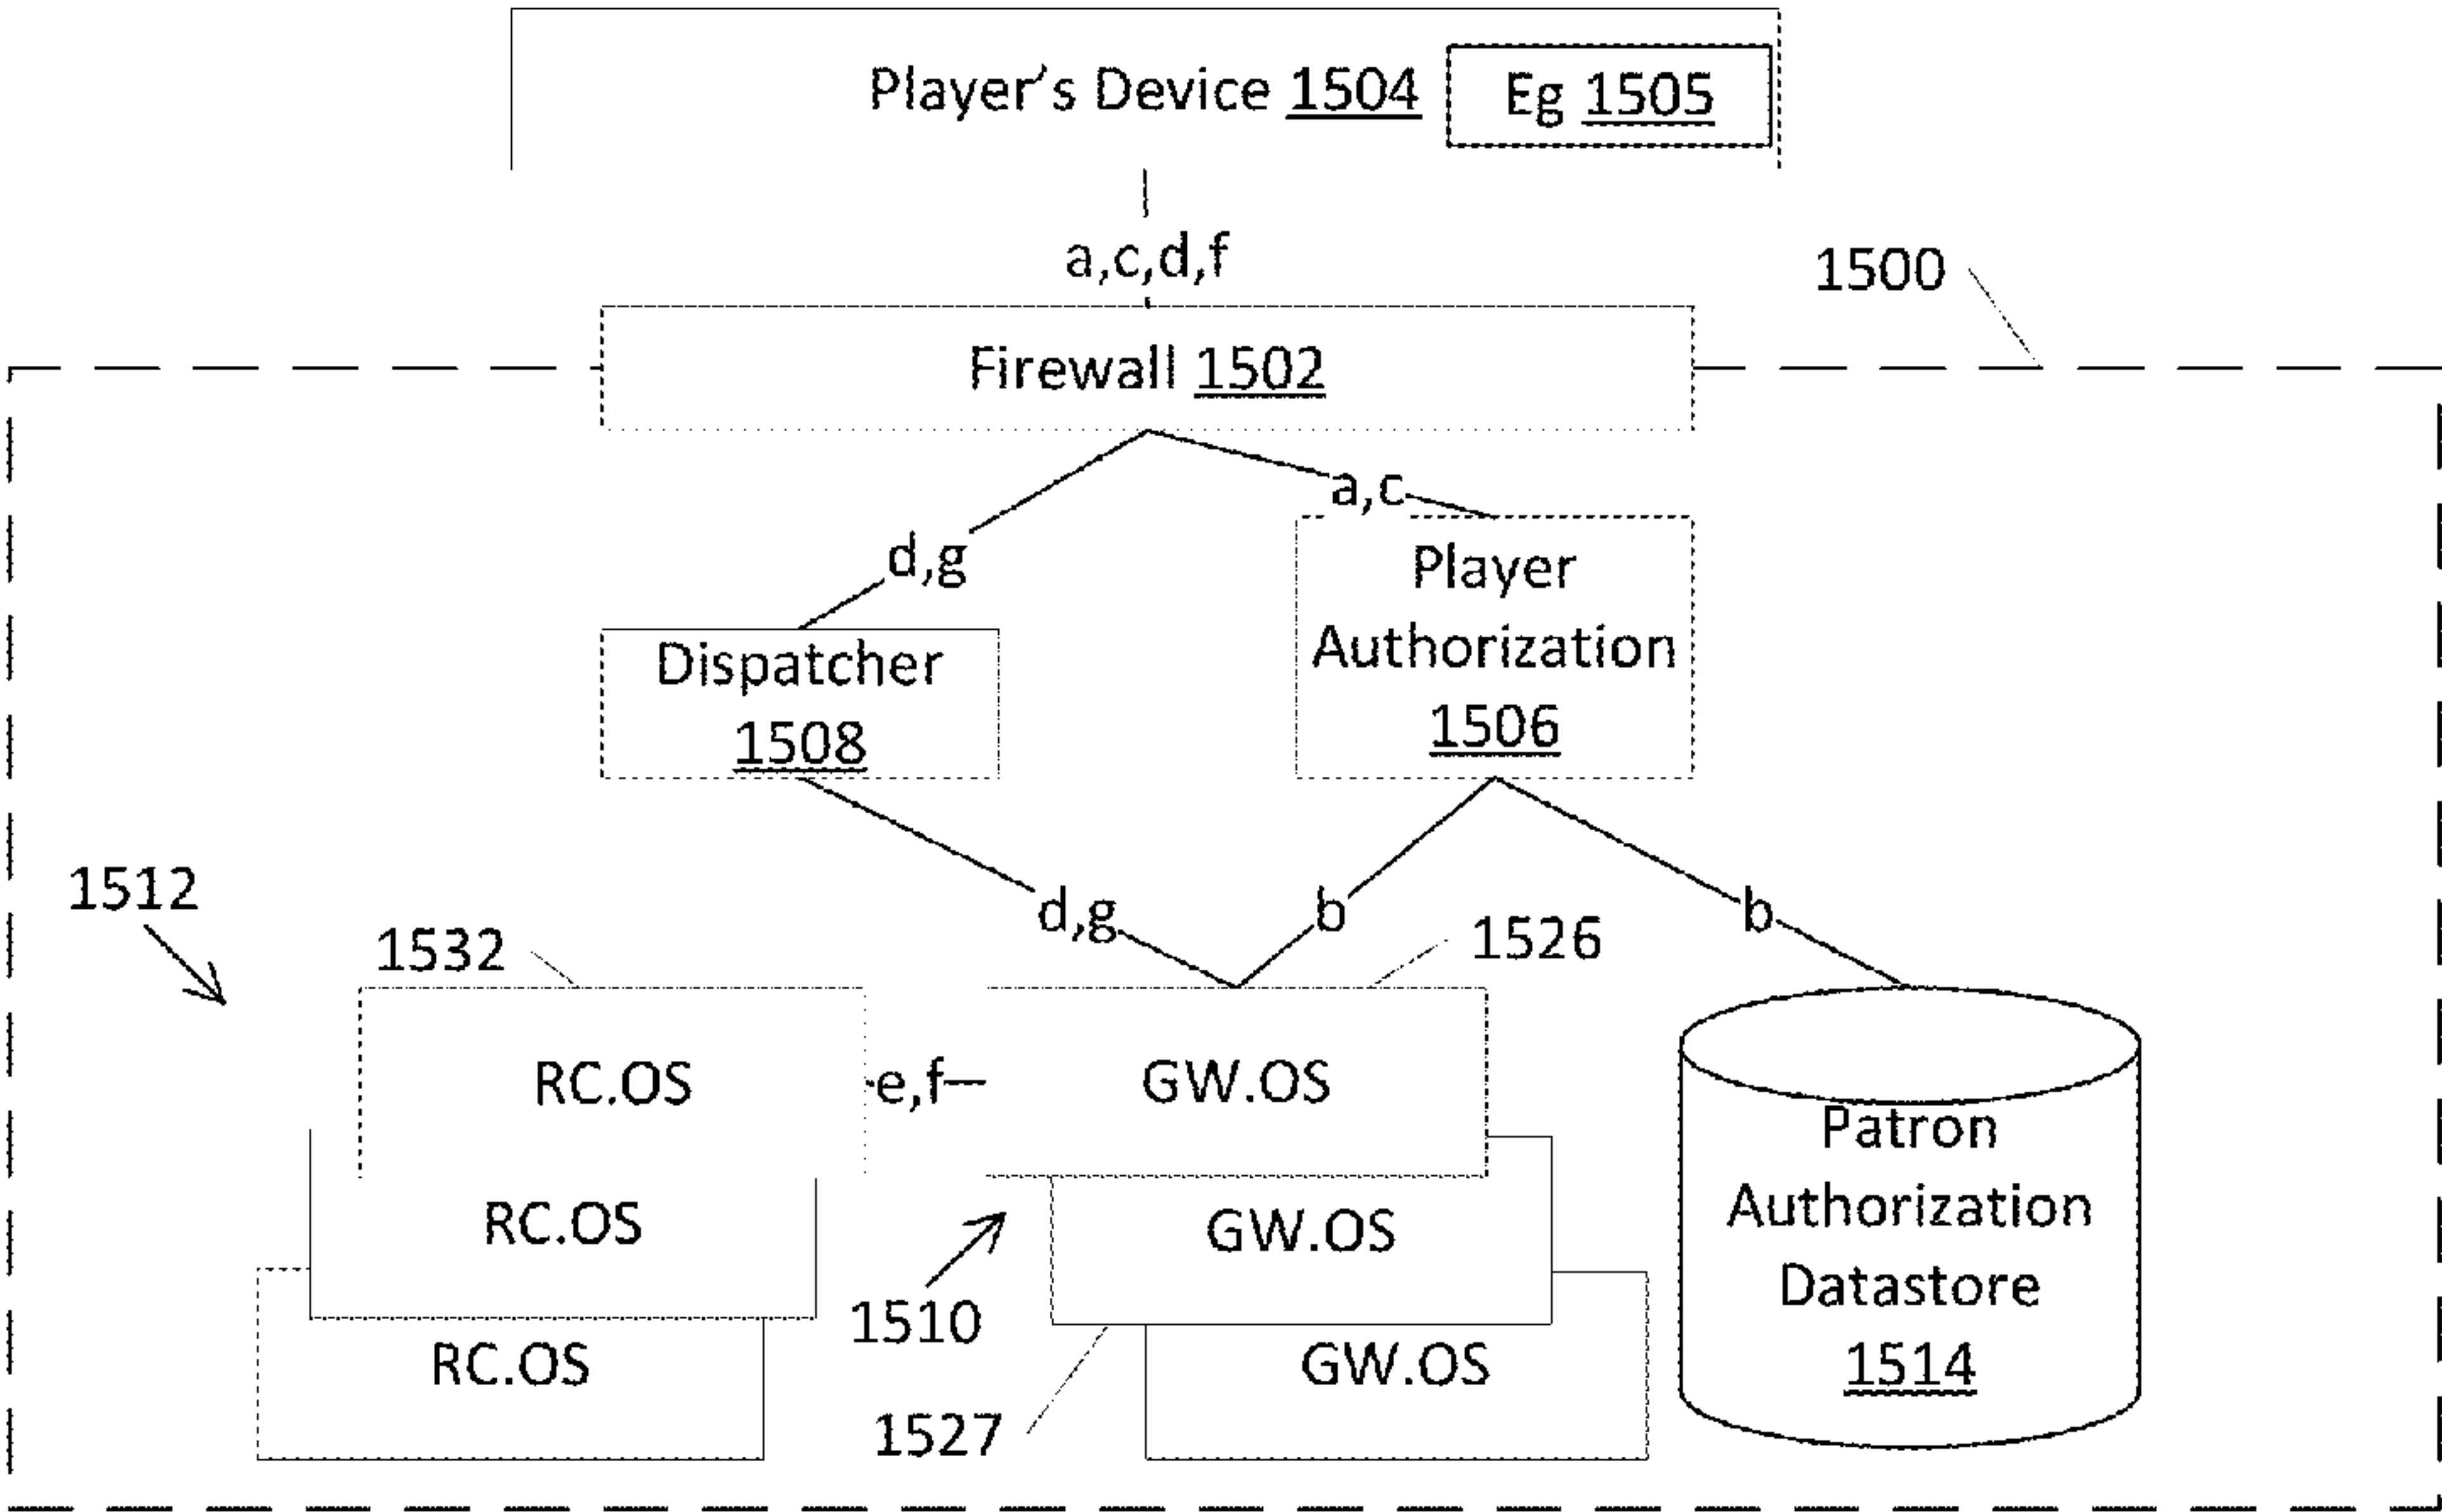 Player's Device 1504
Eg 1505
a,c,d,f
1500
Firewall 1502
a,c
d,g
Player
Authorization
1506
Dispatcher
1508
1512
d,g
b
b
1532
1526
RC.OS
e,f
GW.OS
Patron
Authorization
Datastore
1514
RC.OS
GW.OS
1510
RC.OS
GW.OS
1527